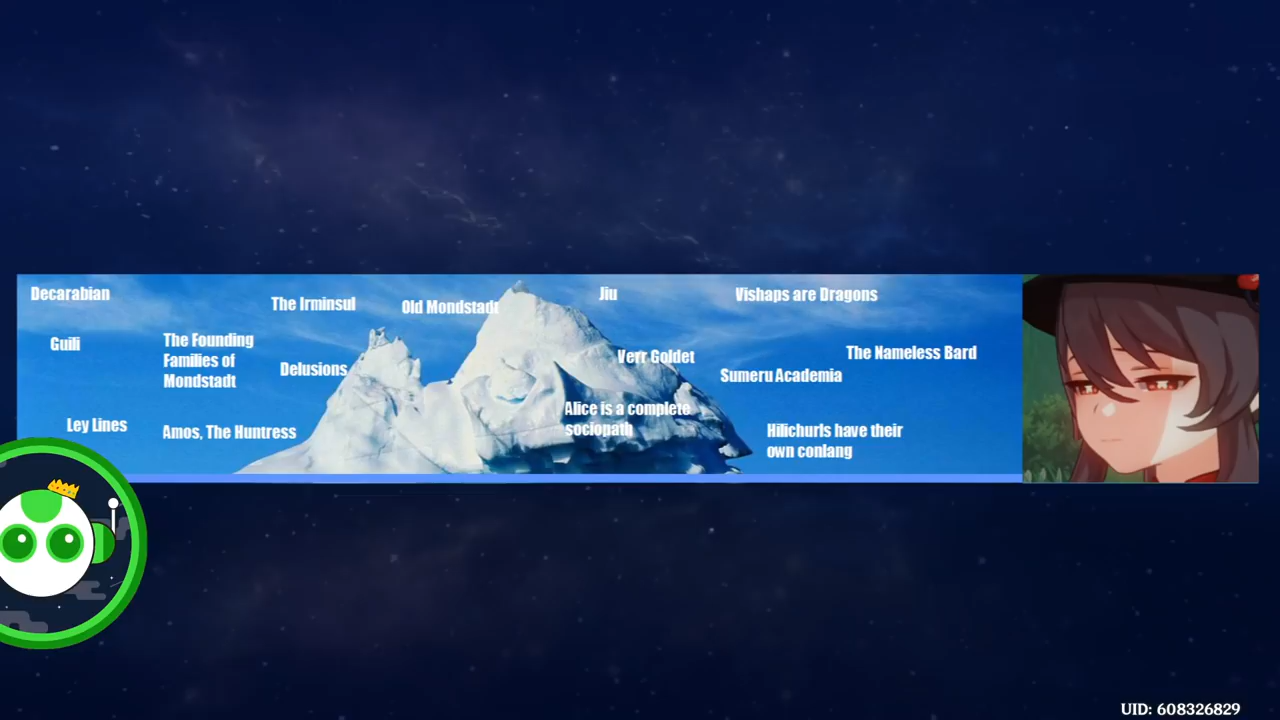 Decarabian
The Irminsul
Old Mondstadt
Jiu
Vishaps are Dragons
Guili
The Founding
Families of
Mondstadt
Delusions
Verr Goldet
Sumeru Academia
The Nameless Bard
Ley Lines
Amos, The Huntress
Alice is a complete
sociopath
Hilichurls have their
own conlang
UID: 608326829